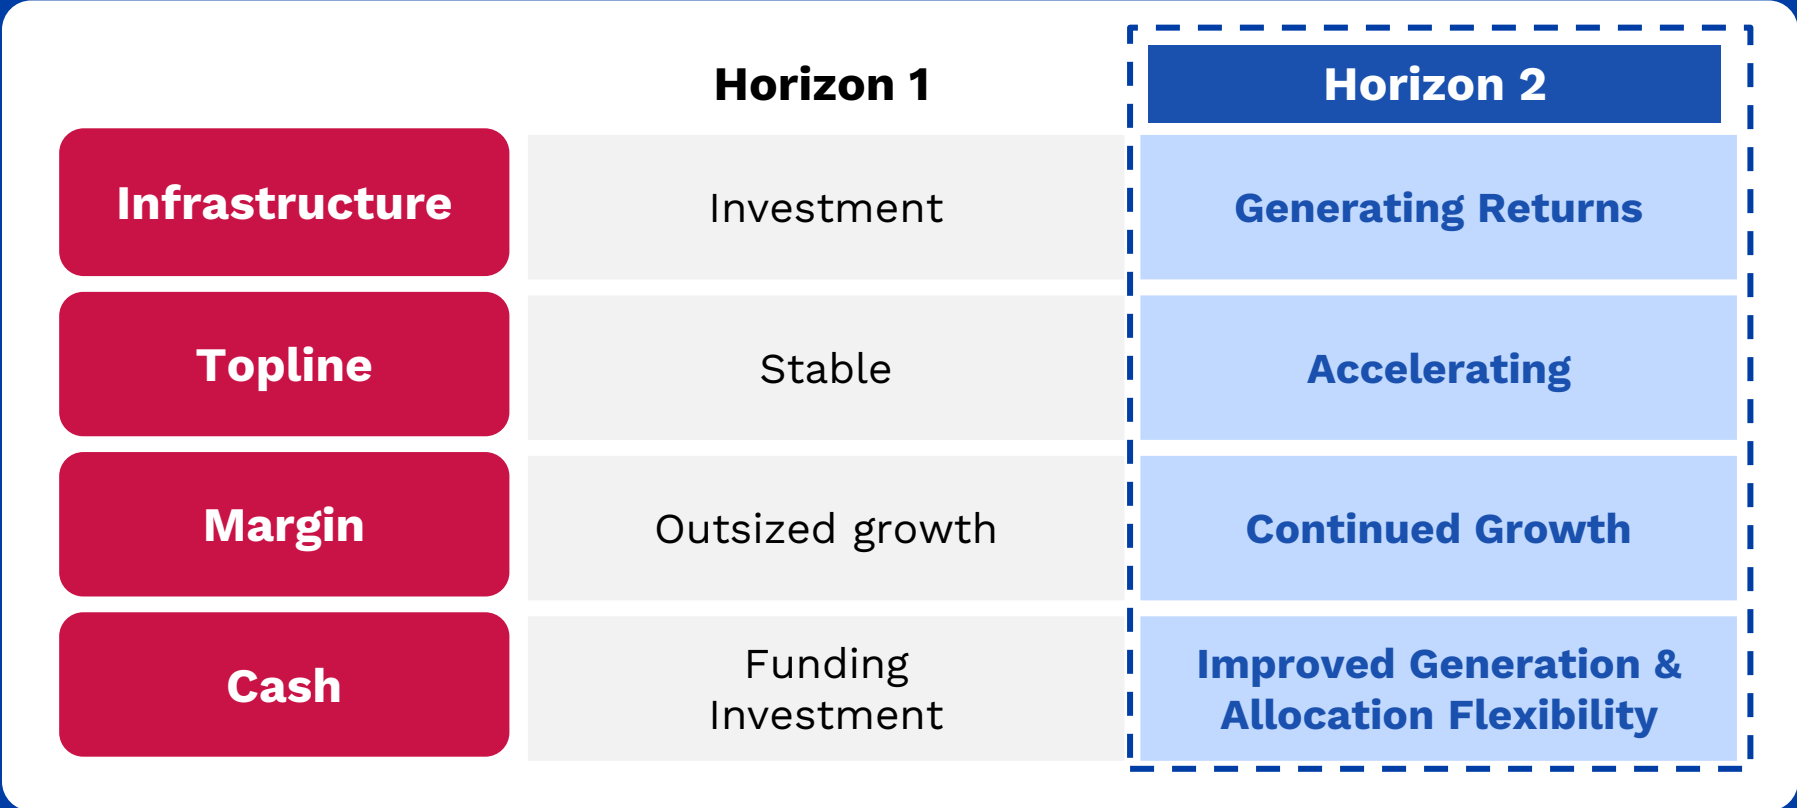 Horizon 1
Horizon 2
Infrastructure
Investment
Generating Returns
Topline
Stable
Accelerating
Margin
Outsized growth
Continued Growth
Cash
Funding
Investment
Improved Generation &
Allocation Flexibility